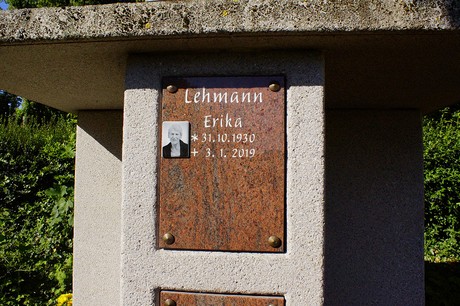 Lehmann
Erika
* 31.10.1930
+ 3. 1. 2019